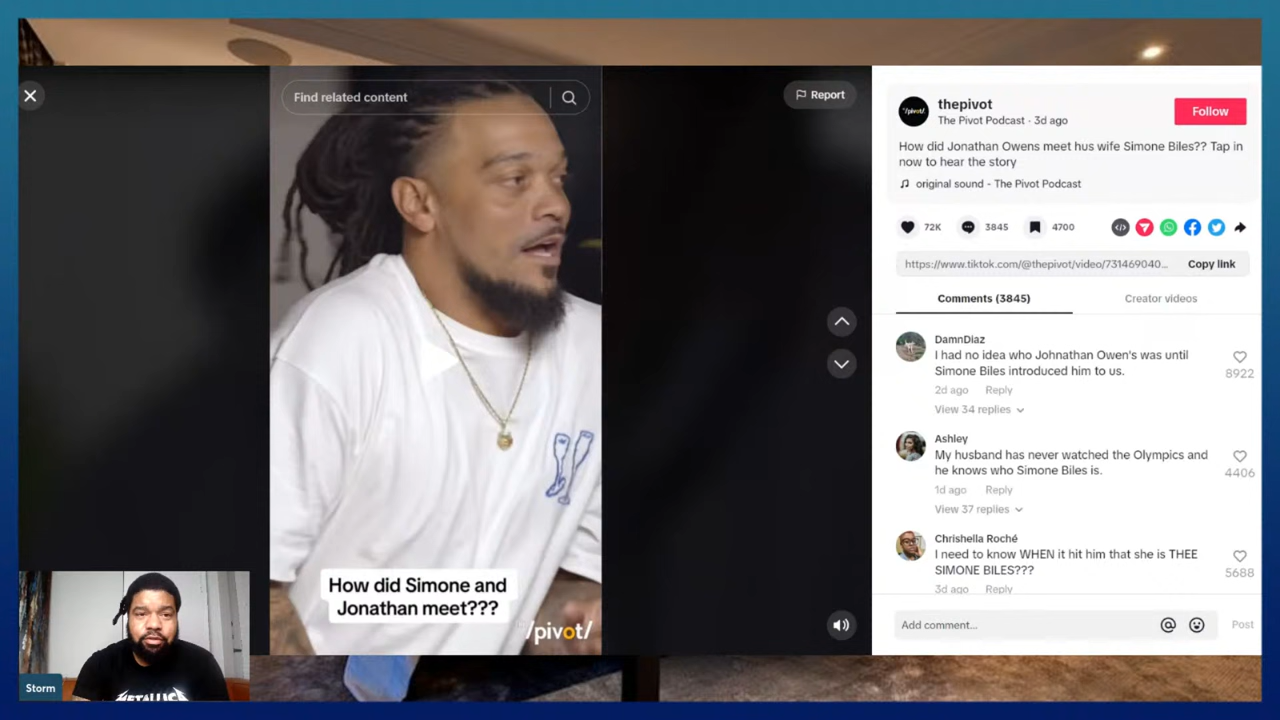 Find related content
Report
How did Simone and
Jonathan meet???
"/pivot/
Storm
METALLICA
"/pivot/
thepivot
The Pivot Podcast · 3d ago
Follow
How did Jonathan Owens meet hus wife Simone Biles?? Tap in
now to hear the story
original sound - The Pivot Podcast
72K
3845
4700
https://www.tiktok.com/@thepivot/video/731469040...
Copy link
Comments (3845)
Creator videos
DamnDiaz
I had no idea who Johnathan Owen's was until
Simone Biles introduced him to us.
8922
2d ago
Reply
View 34 replies
Ashley
My husband has never watched the Olympics and
he knows who Simone Biles is.
4406
1d ago
Reply
View 37 replies
Chrishella Roché
I need to know WHEN it hit him that she is THEE
SIMONE BILES???
5688
3d ago
Reply
Add comment...
Post